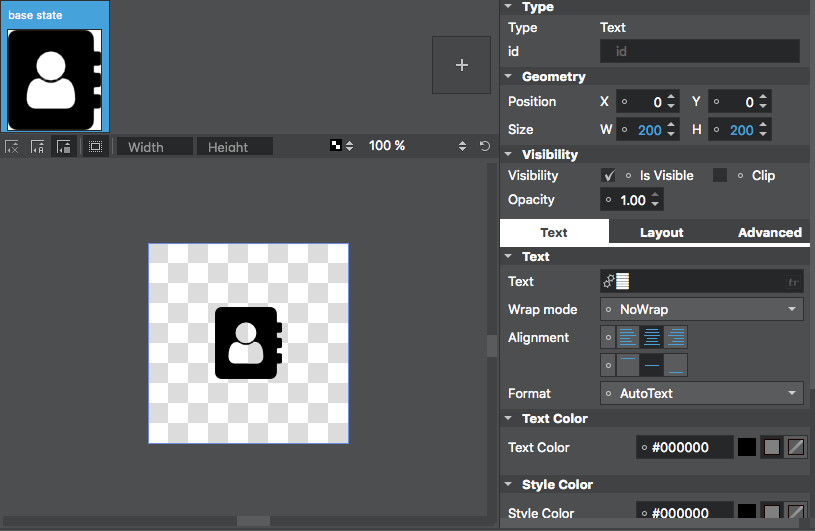 base state
Width
Height
100 %
Type
Type Text
id id
Geometry
Position X 0 Y 0
Size W 200 H 200
Visibility
Visibility Is Visible Clip
Opacity 1.00
Text Layout Advanced
Text
Text tr
Wrap mode NoWrap
Alignment
Format AutoText
Text Color
Text Color #000000
Style Color
Style Color #000000